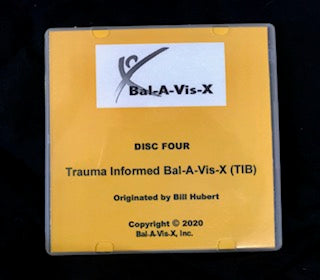 Bal-A-Vis-X
DISC FOUR
Trauma Informed Bal-A-Vis-X (TIB)
Originated by Bill Hubert
Copyright © 2020
Bal-A-Vis-X, Inc.